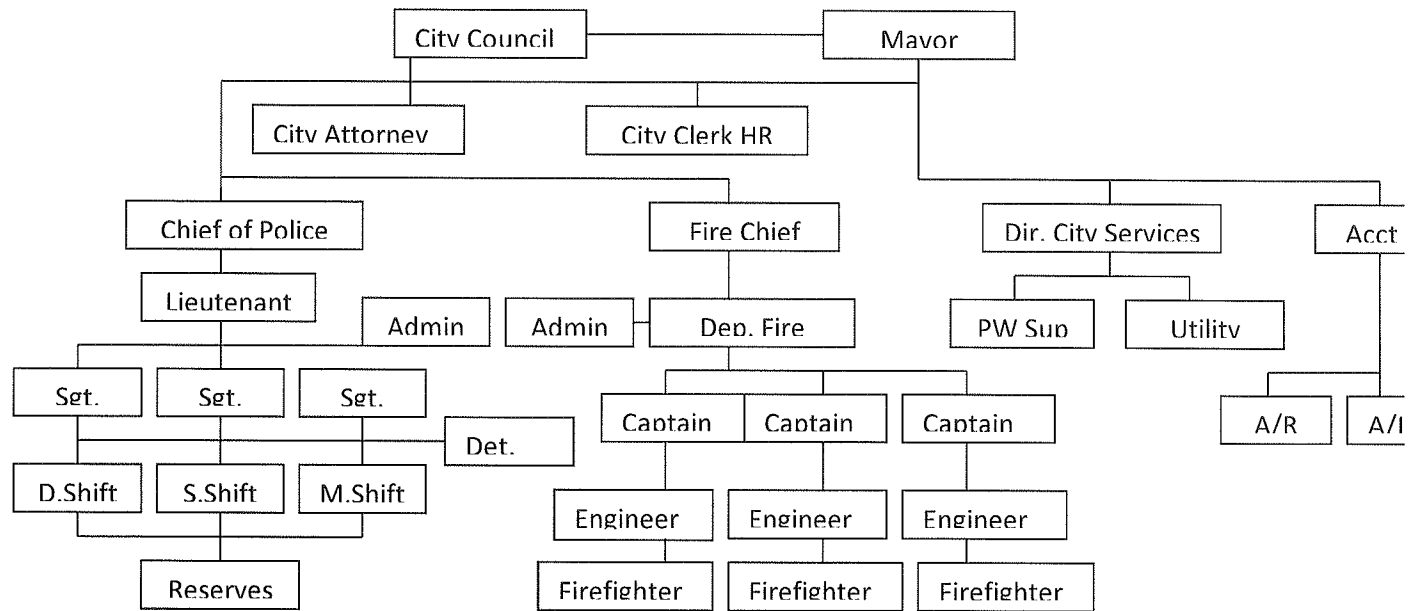 City Council
Mayor
City Attorney
City Clerk HR
Chief of Police
Fire Chief
Dir. City Services
Acct
Lieutenant
Admin
Admin
Dep. Fire
PW Sup
Utility
Sgt.
Sgt.
Sgt.
Captain
Captain
Captain
A/R
Det.
D.Shift
S.Shift
M.Shift
Engineer
Engineer
Engineer
Reserves
Firefighter
Firefighter
Firefighter